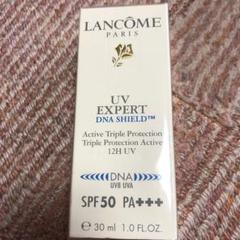 LANCÔME
PARIS
UV
EXPERT
DNA SHIELD™
Active Triple Protection
Triple Protection Active
12H UV
DNA
UVB UVA
SPF50 PA+++
℮ 30 ml 1.0 FL.OZ.